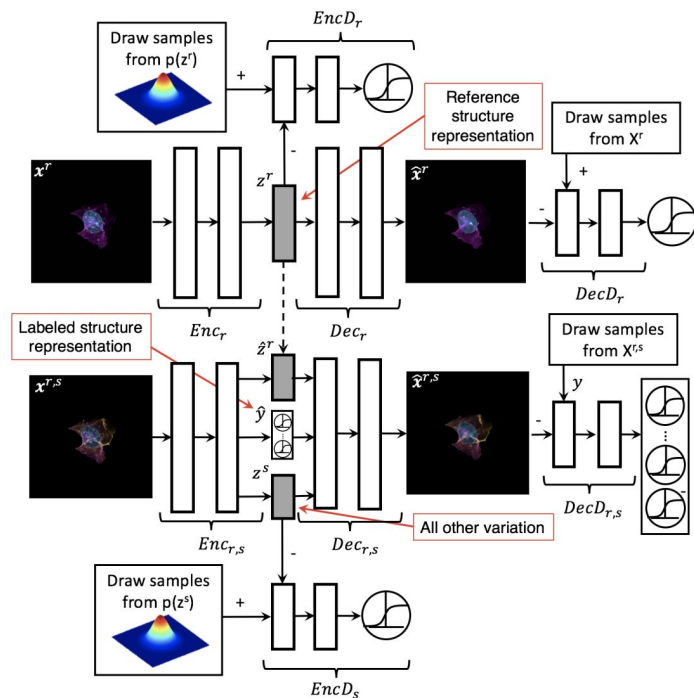 EncD_r
Draw samples
from p(z^r)
+
-
Reference
structure
representation
Draw samples
from X^r
x^r
z^r
x̂^r
+
-
Enc_r
Dec_r
DecD_r
Labeled structure
representation
ẑ^r
Draw samples
from X^{r,s}
x^{r,s}
ŷ
x̂^{r,s}
y
-
z^s
DecD_{r,s}
-
Enc_{r,s}
Dec_{r,s}
All other variation
-
Draw samples
from p(z^s)
+
EncD_s